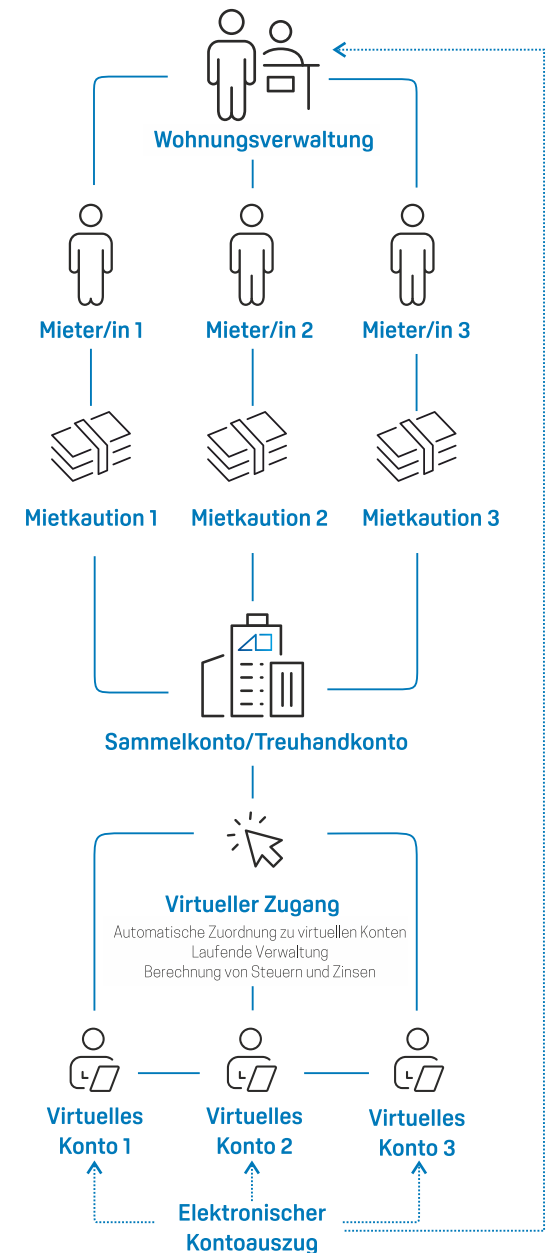 Wohnungsverwaltung
Mieter/in 1
Mieter/in 2
Mieter/in 3
Mietkaution 1
Mietkaution 2
Mietkaution 3
Sammelkonto/Treuhandkonto
Virtueller Zugang
Automatische Zuordnung zu virtuellen Konten
Laufende Verwaltung
Berechnung von Steuern und Zinsen
Virtuelles
Konto 1
Virtuelles
Konto 2
Virtuelles
Konto 3
Elektronischer
Kontoauszug